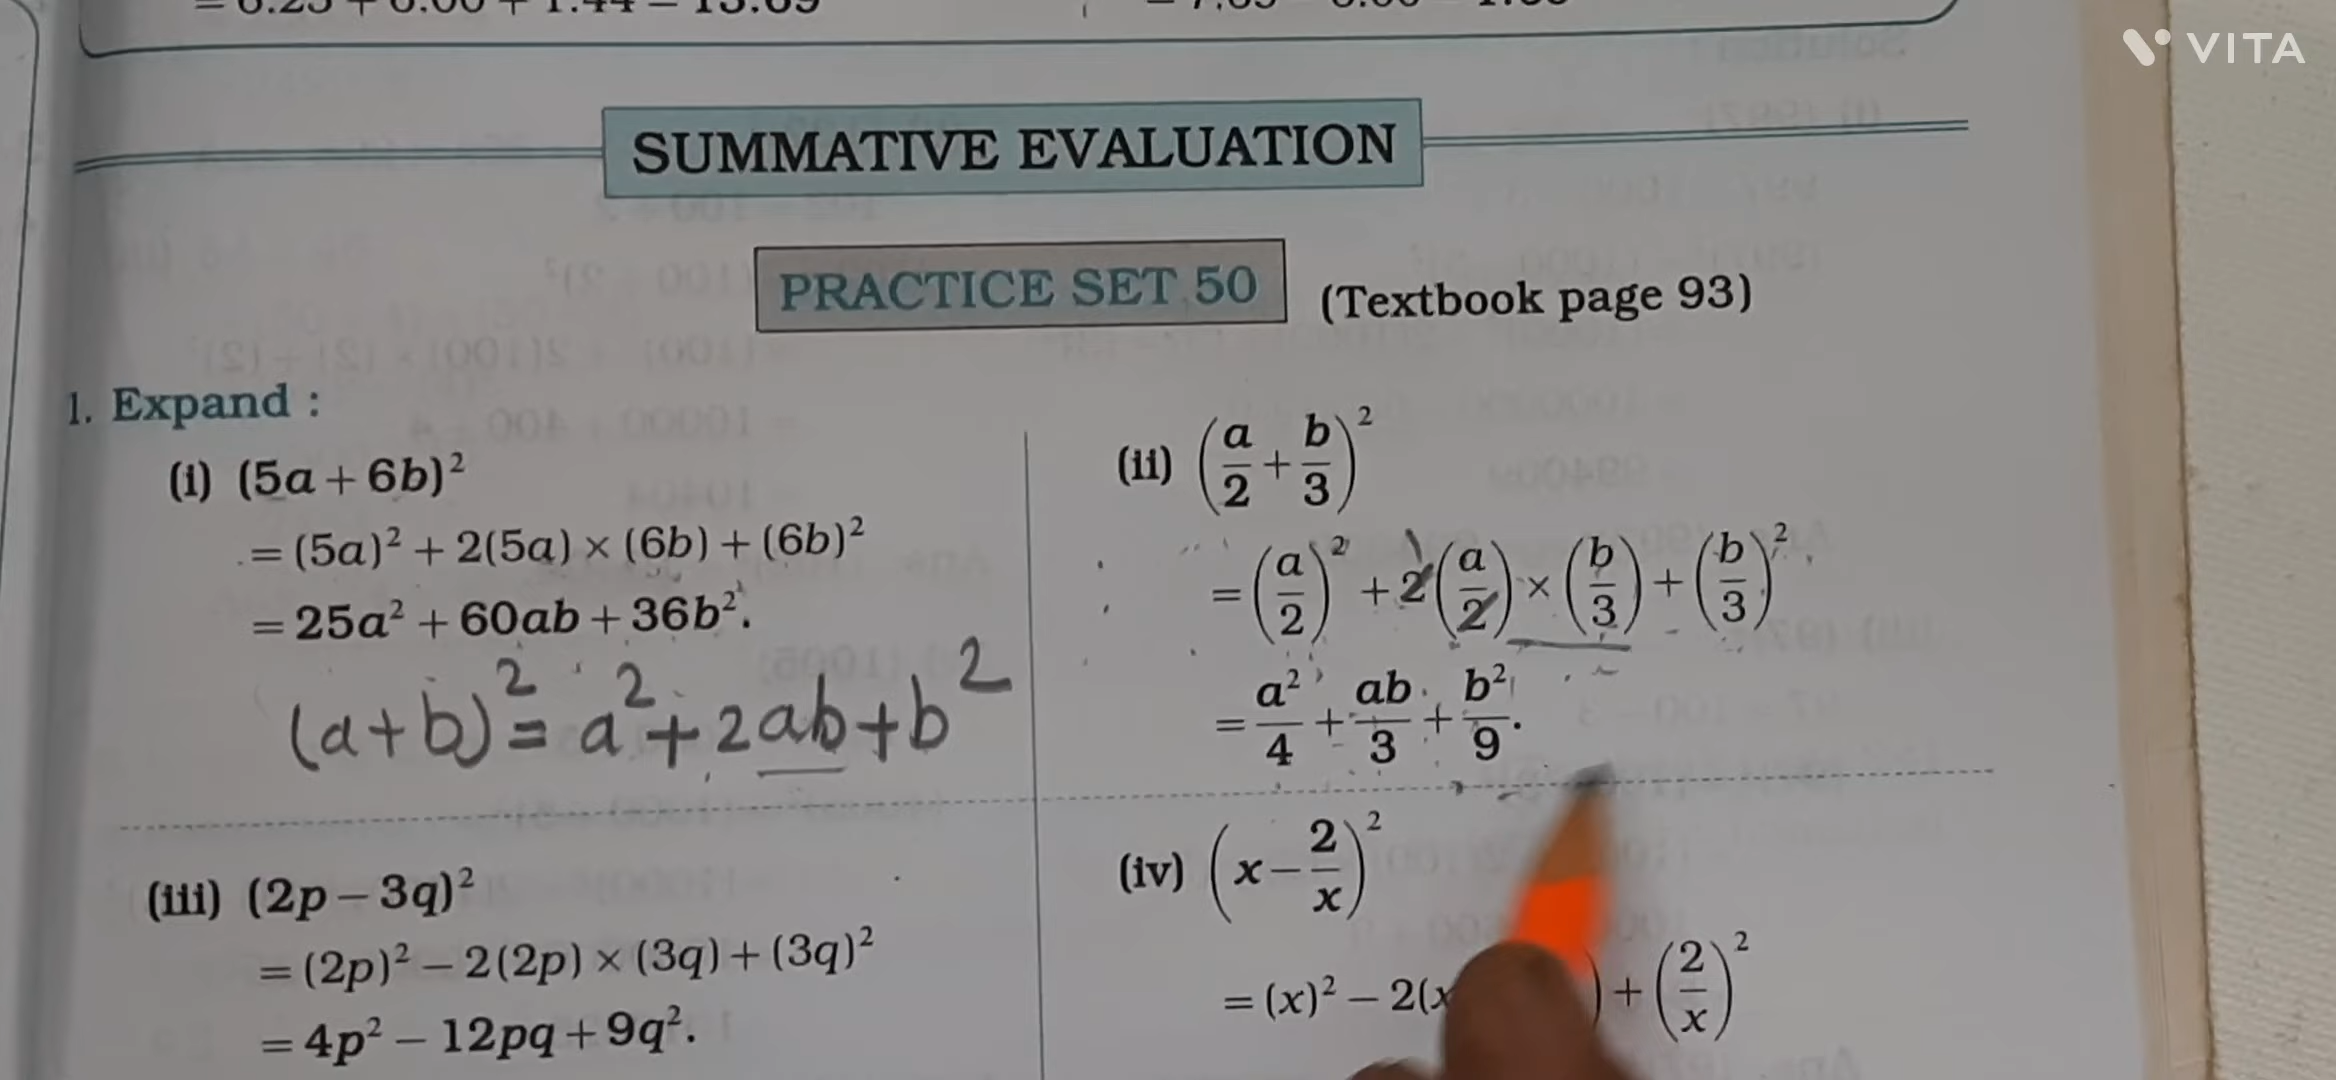 VITA
SUMMATIVE EVALUATION
PRACTICE SET 50 (Textbook page 93)
1. Expand :
(i) (5a + 6b)²
= (5a)² + 2(5a) × (6b) + (6b)²
= 25a² + 60ab + 36b².
(a+b)² = a² + 2ab + b²
(ii) (a/2 + b/3)²
= (a/2)² + 2(a/2) × (b/3) + (b/3)²
= a²/4 + ab/3 + b²/9.
(iii) (2p – 3q)²
= (2p)² – 2(2p) × (3q) + (3q)²
= 4p² – 12pq + 9q².
(iv) (x – 2/x)²
= (x)² – 2(x ) + (2/x)²